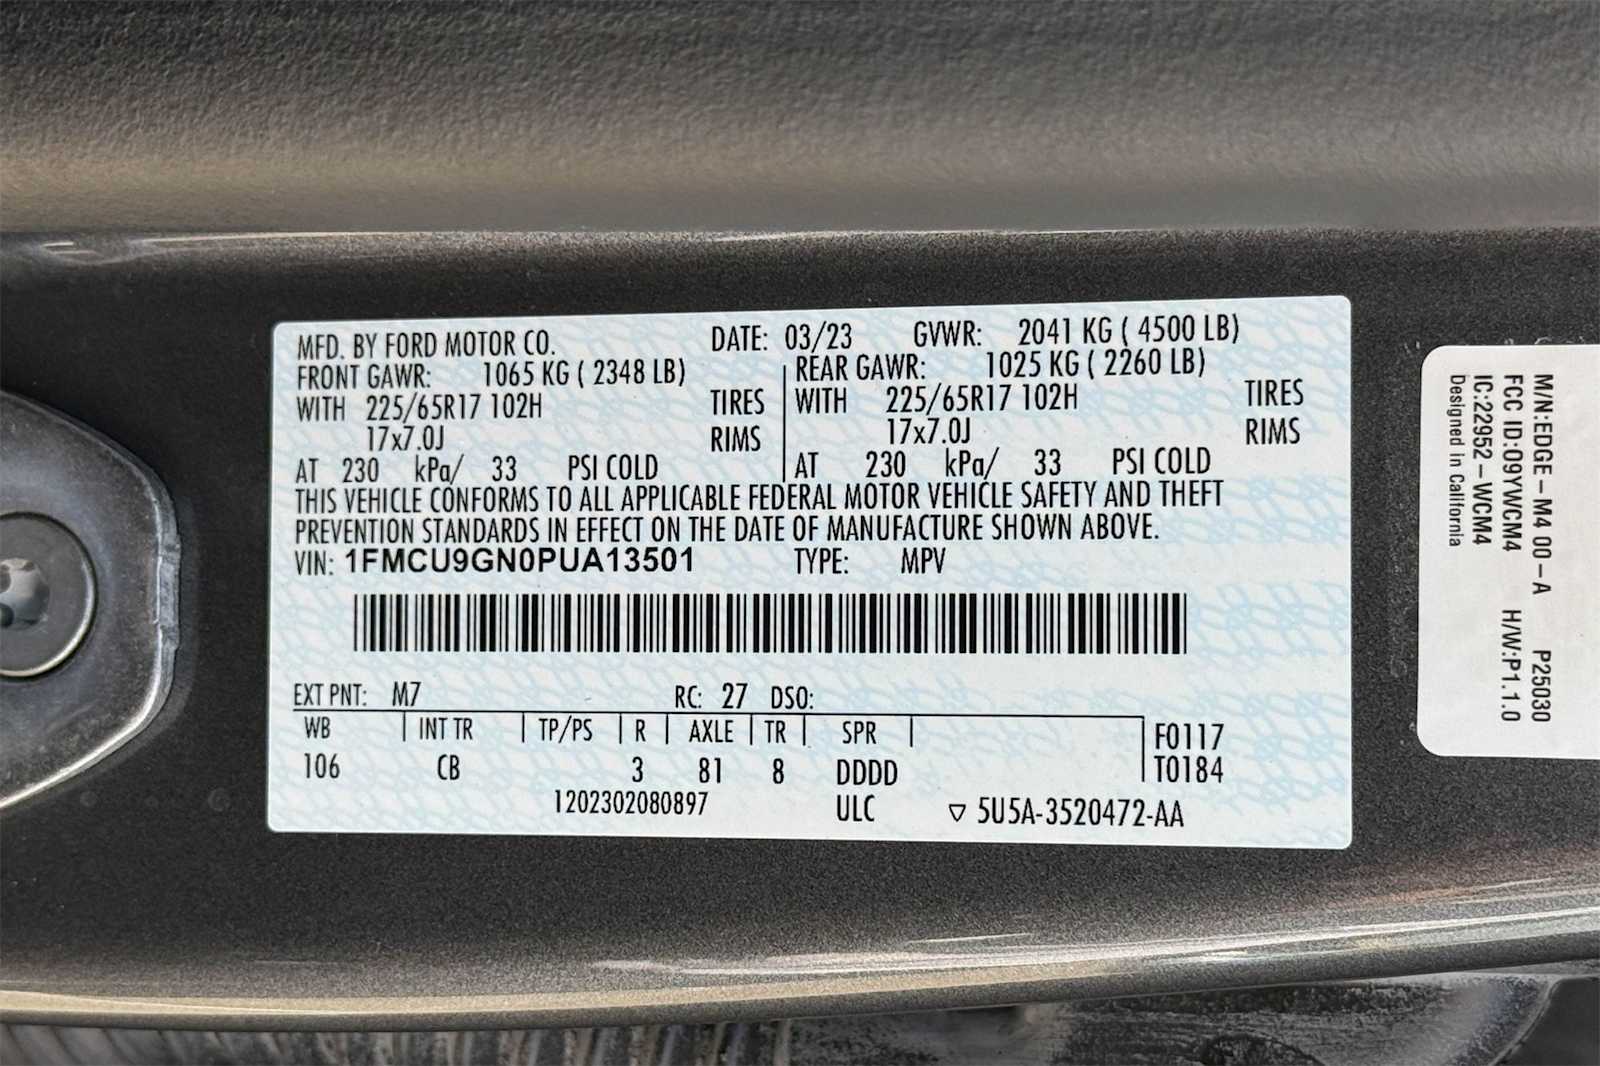 MFD. BY FORD MOTOR CO. DATE: 03/23 GVWR: 2041 KG ( 4500 LB)
FRONT GAWR: 1065 KG ( 2348 LB) REAR GAWR: 1025 KG ( 2260 LB)
WITH 225/65R17 102H TIRES WITH 225/65R17 102H TIRES
17x7.0J RIMS 17x7.0J RIMS
AT 230 kPa/ 33 PSI COLD AT 230 kPa/ 33 PSI COLD
THIS VEHICLE CONFORMS TO ALL APPLICABLE FEDERAL MOTOR VEHICLE SAFETY AND THEFT
PREVENTION STANDARDS IN EFFECT ON THE DATE OF MANUFACTURE SHOWN ABOVE.
VIN: 1FMCU9GN0PUA13501 TYPE: MPV
EXT PNT: M7 RC: 27 DSO:
WB INT TR TP/PS R AXLE TR SPR F0117
106 CB 3 81 8 DDDD T0184
1202302080897 ULC ▽ 5U5A-3520472-AA
M/N:EDGE-M4 00-A P25030
FCC ID:O9YWCM4 H/W:P1.1.0
IC:22952-WCM4
Designed in California